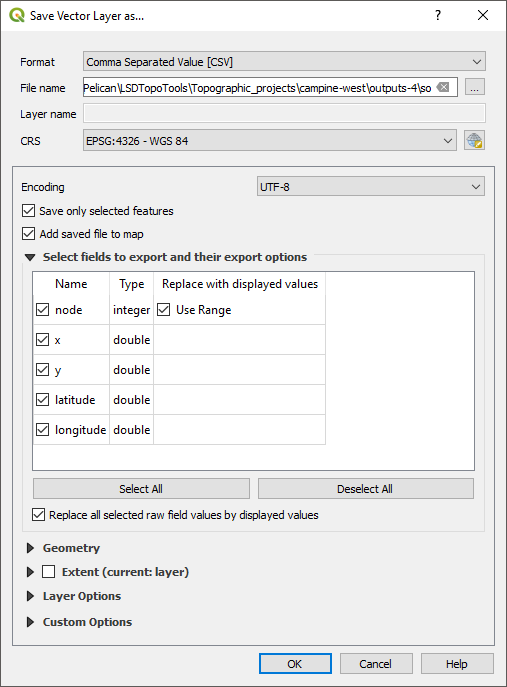 Save Vector Layer as...
? ×
Format Comma Separated Value [CSV]
File name Pelican\LSDTopoTools\Topographic_projects\campine-west\outputs-4\so ...
Layer name
CRS EPSG:4326 - WGS 84
Encoding UTF-8
Save only selected features
Add saved file to map
Select fields to export and their export options
Name Type Replace with displayed values
node integer Use Range
x double
y double
latitude double
longitude double
Select All Deselect All
Replace all selected raw field values by displayed values
Geometry
Extent (current: layer)
Layer Options
Custom Options
OK Cancel Help